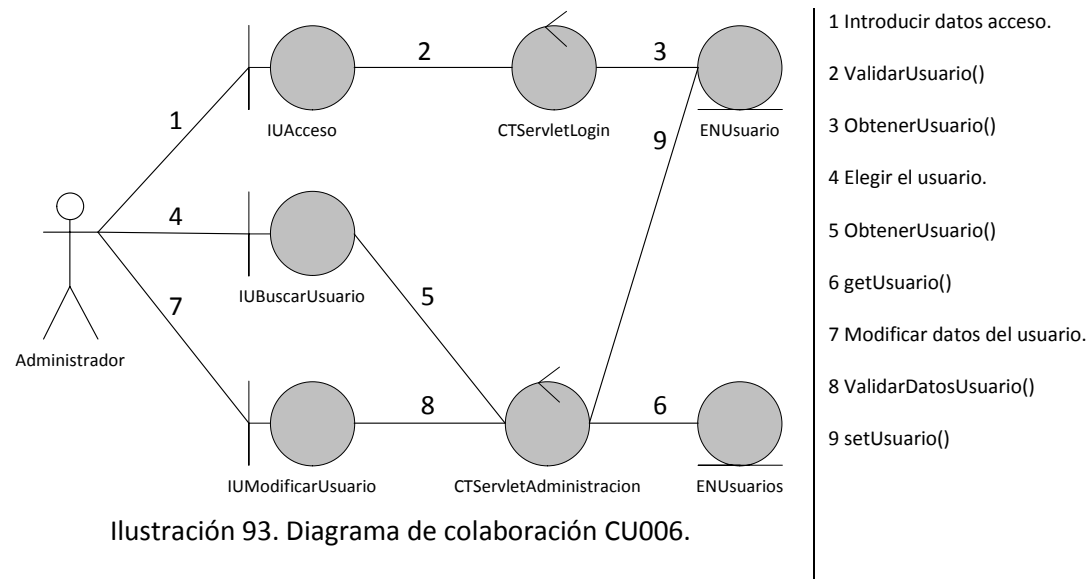 1 Introducir datos acceso.
2 ValidarUsuario()
3 ObtenerUsuario()
4 Elegir el usuario.
5 ObtenerUsuario()
6 getUsuario()
7 Modificar datos del usuario.
8 ValidarDatosUsuario()
9 setUsuario()
2
3
IUAcceso
CTServletLogin
ENUsuario
1
9
4
IUBuscarUsuario
5
7
Administrador
8
6
IUModificarUsuario
CTServletAdministracion
ENUsuarios
Ilustración 93. Diagrama de colaboración CU006.